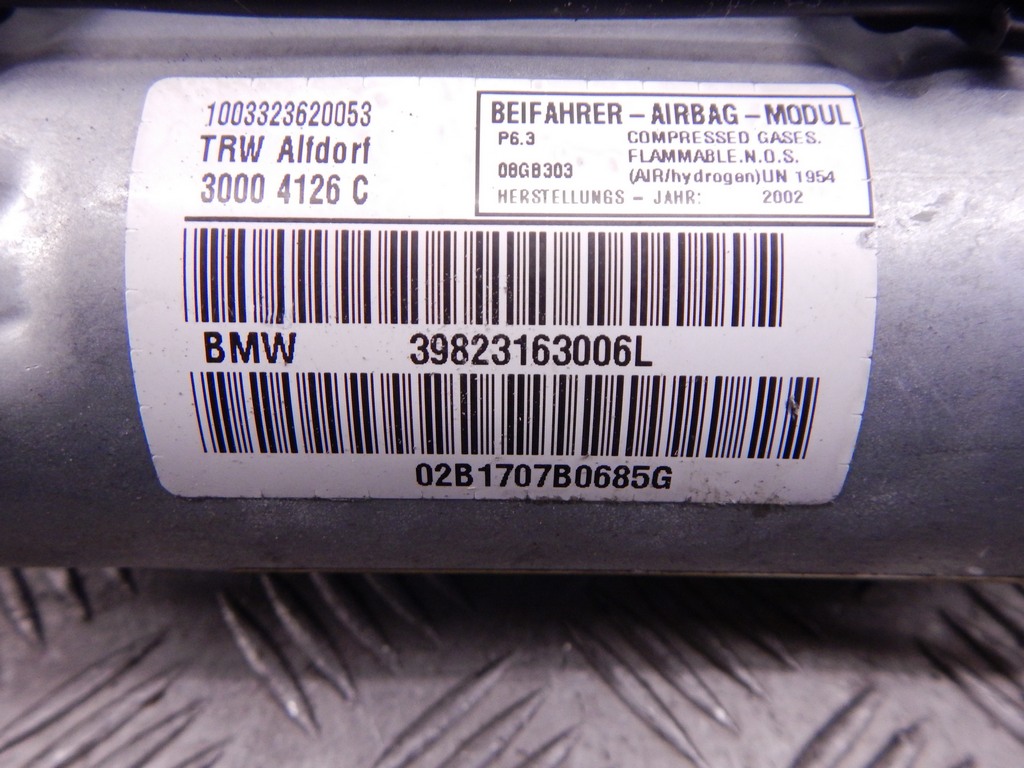 1003323620053
TRW Alfdorf
3000 4126 C
BEIFAHRER - AIRBAG - MODUL
P6.3 COMPRESSED GASES.
FLAMMABLE.N.O.S.
08GB303 (AIR/hydrogen)UN 1954
HERSTELLUNGS - JAHR: 2002
BMW 39823163006L
02B1707B0685G